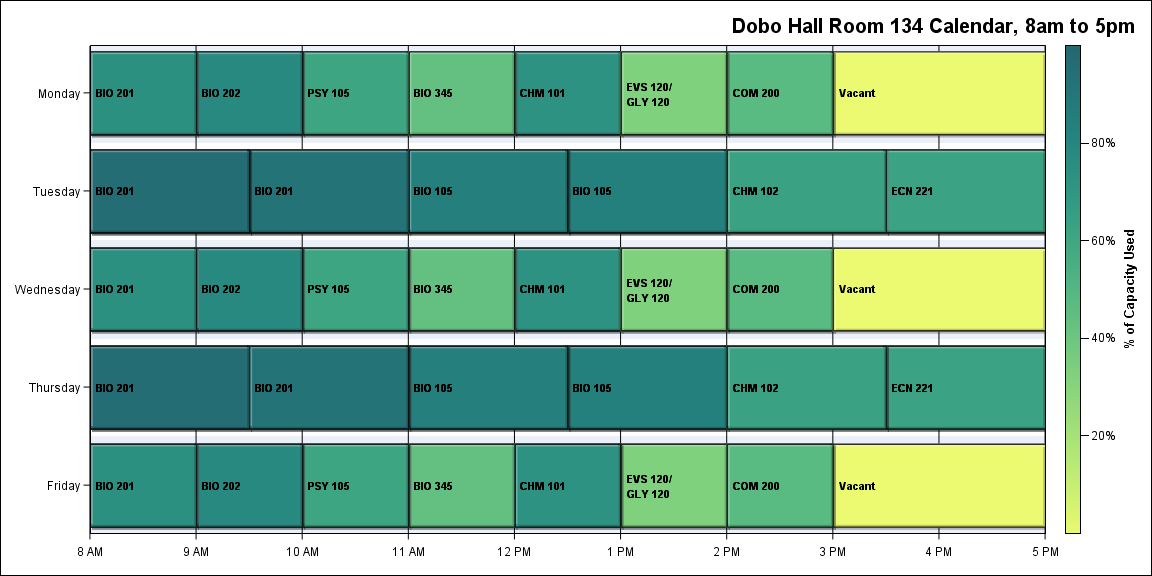 Dobo Hall Room 134 Calendar, 8am to 5pm
Monday
BIO 201
BIO 202
PSY 105
BIO 345
CHM 101
EVS 120/
GLY 120
COM 200
Vacant
Tuesday
BIO 201
BIO 201
BIO 105
BIO 105
CHM 102
ECN 221
Wednesday
BIO 201
BIO 202
PSY 105
BIO 345
CHM 101
EVS 120/
GLY 120
COM 200
Vacant
Thursday
BIO 201
BIO 201
BIO 105
BIO 105
CHM 102
ECN 221
Friday
BIO 201
BIO 202
PSY 105
BIO 345
CHM 101
EVS 120/
GLY 120
COM 200
Vacant
8 AM
9 AM
10 AM
11 AM
12 PM
1 PM
2 PM
3 PM
4 PM
5 PM
80%
60%
40%
20%
% of Capacity Used